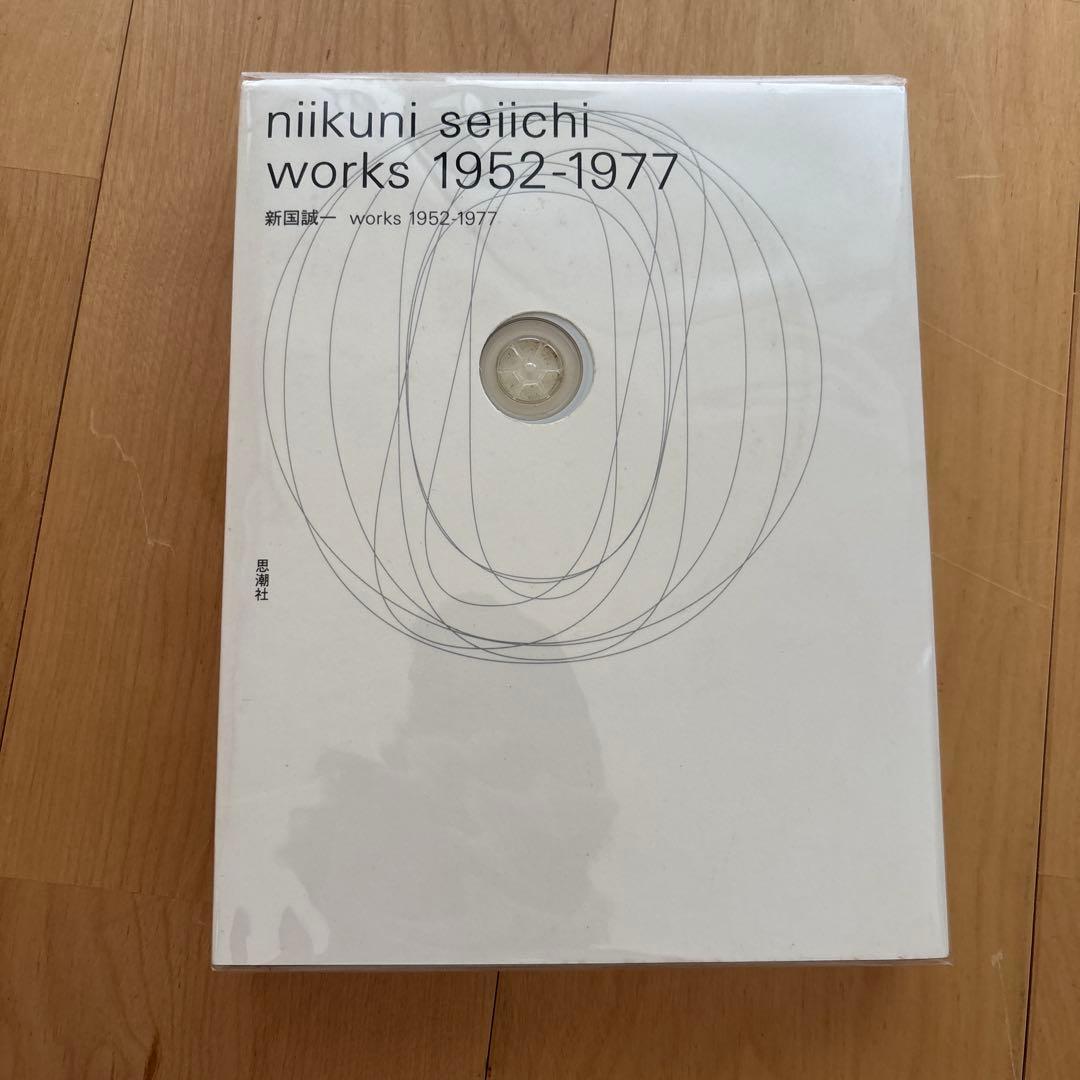 niikuni seiichi
works 1952-1977
新国誠一 works 1952-1977
思潮社